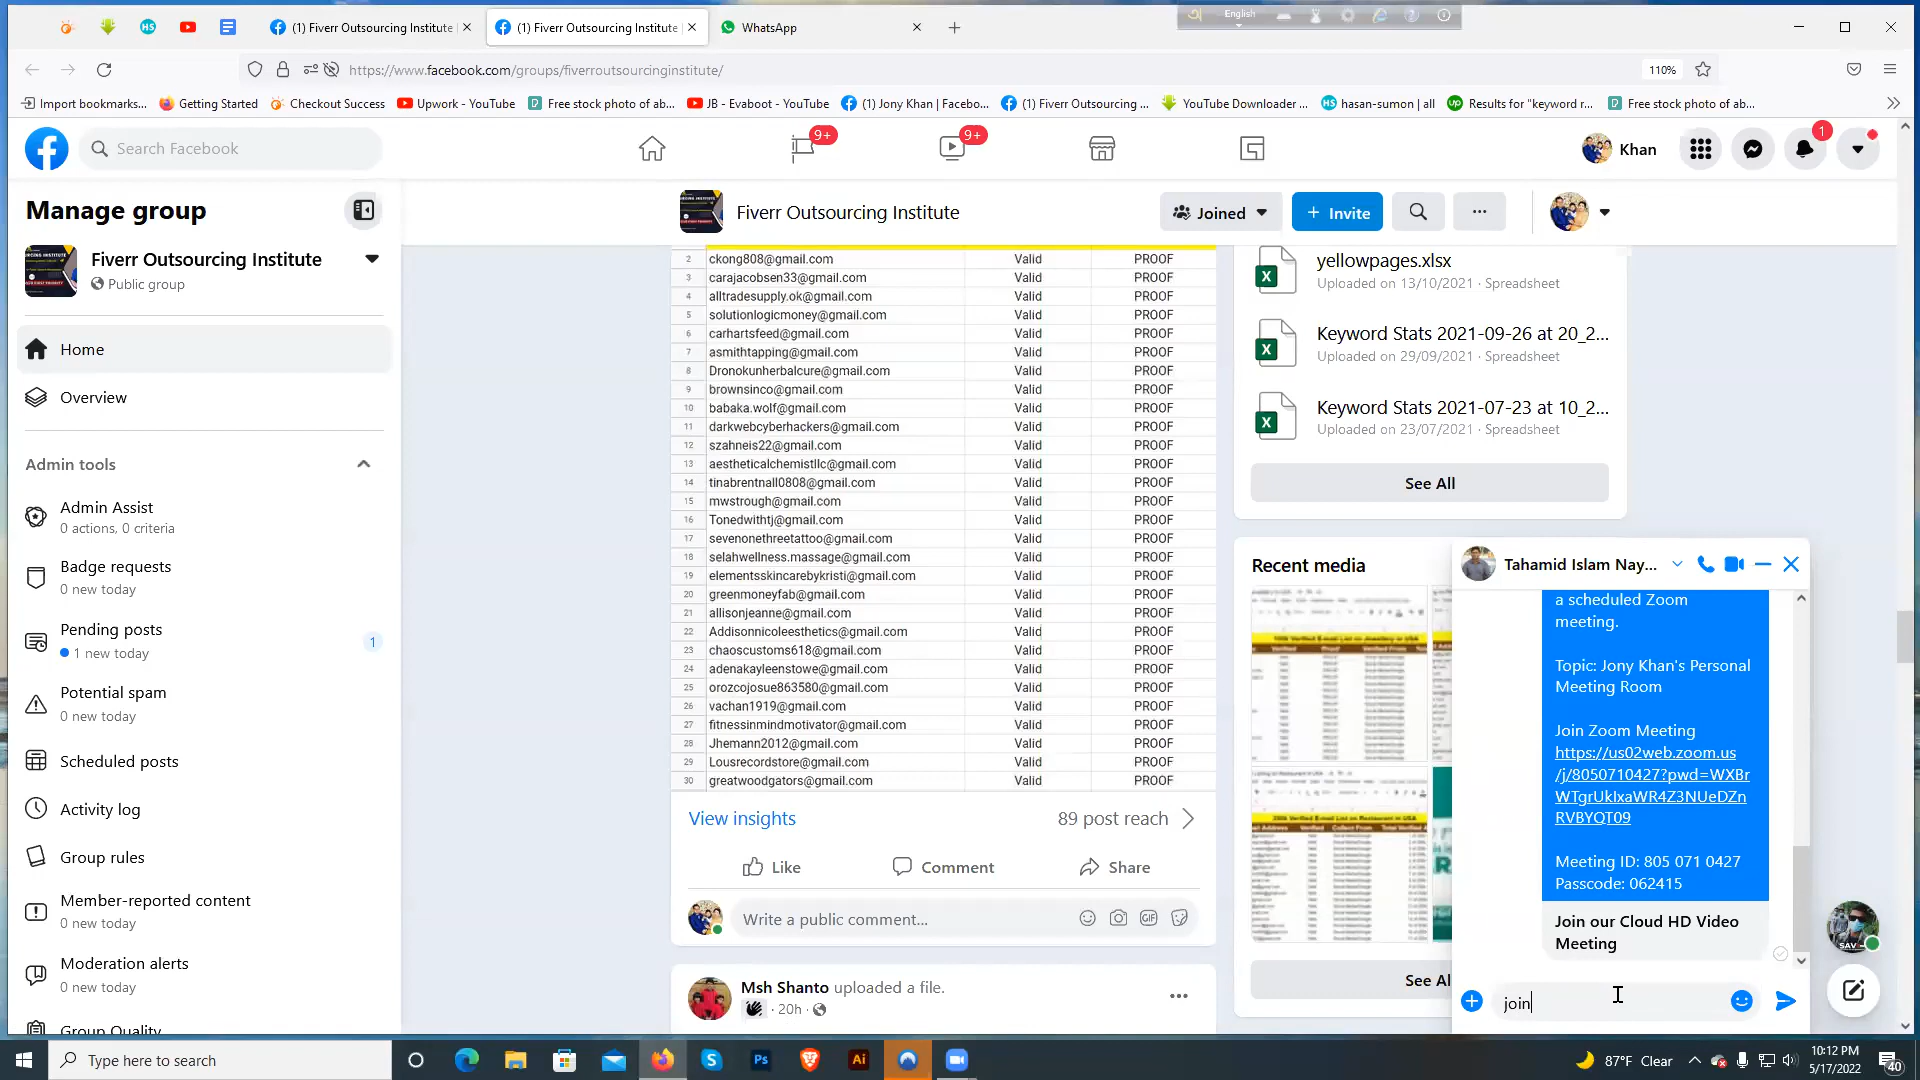 (1) Fiverr Outsourcing Institute
(1) Fiverr Outsourcing Institute
WhatsApp
English
https://www.facebook.com/groups/fiverroutsourcinginstitute/
110%
Import bookmarks...
Getting Started
Checkout Success
Upwork - YouTube
Free stock photo of ab...
JB - Evaboot - YouTube
(1) Jony Khan | Facebo...
(1) Fiverr Outsourcing ...
YouTube Downloader ...
hasan-sumon | all
Results for "keyword r...
Free stock photo of ab...
Search Facebook
9+
9+
Khan
1
Manage group
Fiverr Outsourcing Institute
Public group
Home
Overview
Admin tools
Admin Assist
0 actions, 0 criteria
Badge requests
0 new today
Pending posts
1 new today
1
Potential spam
0 new today
Scheduled posts
Activity log
Group rules
Member-reported content
0 new today
Moderation alerts
0 new today
Group Quality
Fiverr Outsourcing Institute
Joined
+ Invite
2 ckong808@gmail.com Valid PROOF
3 carajacobsen33@gmail.com Valid PROOF
4 alltradesupply.ok@gmail.com Valid PROOF
5 solutionlogicmoney@gmail.com Valid PROOF
6 carhartsfeed@gmail.com Valid PROOF
7 asmithtapping@gmail.com Valid PROOF
8 Dronokunherbalcure@gmail.com Valid PROOF
9 brownsinco@gmail.com Valid PROOF
10 babaka.wolf@gmail.com Valid PROOF
11 darkwebcyberhackers@gmail.com Valid PROOF
12 szahneis22@gmail.com Valid PROOF
13 aestheticalchemistllc@gmail.com Valid PROOF
14 tinabrentnall0808@gmail.com Valid PROOF
15 mwstrough@gmail.com Valid PROOF
16 Tonedwithtj@gmail.com Valid PROOF
17 sevenonethreetattoo@gmail.com Valid PROOF
18 selahwellness.massage@gmail.com Valid PROOF
19 elementsskincarebykristi@gmail.com Valid PROOF
20 greenmoneyfab@gmail.com Valid PROOF
21 allisonjeanne@gmail.com Valid PROOF
22 Addisonnicoleesthetics@gmail.com Valid PROOF
23 chaoscustoms618@gmail.com Valid PROOF
24 adenakayleenstowe@gmail.com Valid PROOF
25 orozcojosue863580@gmail.com Valid PROOF
26 vachan1919@gmail.com Valid PROOF
27 fitnessinmindmotivator@gmail.com Valid PROOF
28 Jhemann2012@gmail.com Valid PROOF
29 Lousrecordstore@gmail.com Valid PROOF
30 greatwoodgators@gmail.com Valid PROOF
View insights
89 post reach
Like
Comment
Share
Write a public comment...
GIF
Msh Shanto uploaded a file.
· 20h ·
yellowpages.xlsx
Uploaded on 13/10/2021 · Spreadsheet
Keyword Stats 2021-09-26 at 20_2...
Uploaded on 29/09/2021 · Spreadsheet
Keyword Stats 2021-07-23 at 10_2...
Uploaded on 23/07/2021 · Spreadsheet
See All
Recent media
See Al
Tahamid Islam Nay...
a scheduled Zoom
meeting.
Topic: Jony Khan's Personal
Meeting Room
Join Zoom Meeting
https://us02web.zoom.us
/j/8050710427?pwd=WXBr
WTgrUklxaWR4Z3NUeDZn
RVBYQT09
Meeting ID: 805 071 0427
Passcode: 062415
Join our Cloud HD Video
Meeting
join
Type here to search
87°F Clear
10:12 PM
5/17/2022
40